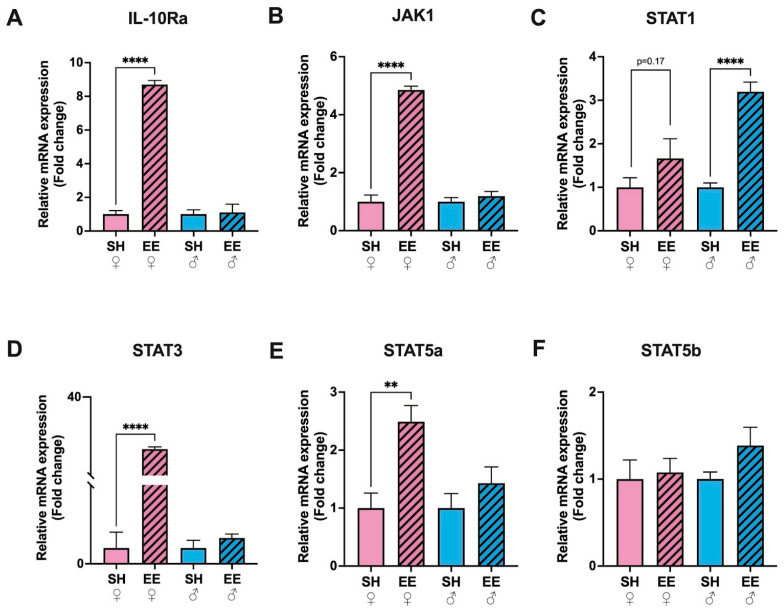 A
IL-10Ra
Relative mRNA expression
(Fold change)
10
8
6
4
2
0
****
SH
EE
SH
EE
♀
♀
♂
♂
B
JAK1
Relative mRNA expression
(Fold change)
6
4
2
0
****
SH
EE
SH
EE
♀
♀
♂
♂
C
STAT1
Relative mRNA expression
(Fold change)
4
3
2
1
0
p=0.17
****
SH
EE
SH
EE
♀
♀
♂
♂
D
STAT3
Relative mRNA expression
(Fold change)
40
0
****
SH
EE
SH
EE
♀
♀
♂
♂
E
STAT5a
Relative mRNA expression
(Fold change)
3
2
1
0
**
SH
EE
SH
EE
♀
♀
♂
♂
F
STAT5b
Relative mRNA expression
(Fold change)
2
1
0
SH
EE
SH
EE
♀
♀
♂
♂